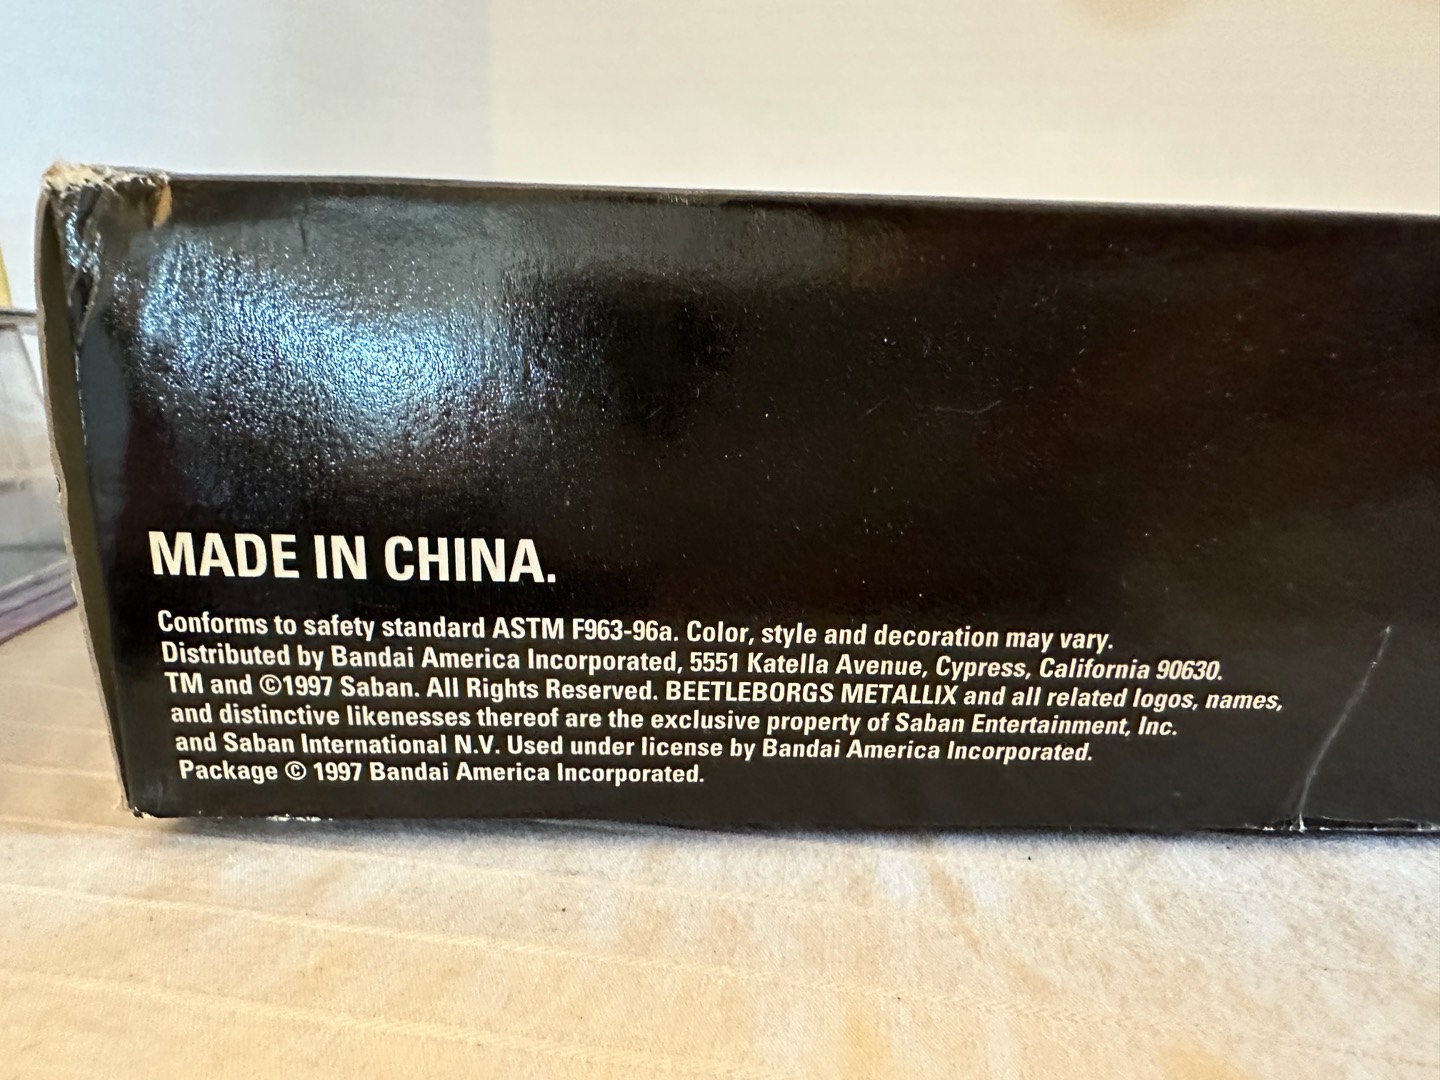 MADE IN CHINA.
Conforms to safety standard ASTM F963-96a. Color, style and decoration may vary.
Distributed by Bandai America Incorporated, 5551 Katella Avenue, Cypress, California 90630.
TM and ©1997 Saban. All Rights Reserved. BEETLEBORGS METALLIX and all related logos, names,
and distinctive likenesses thereof are the exclusive property of Saban Entertainment, Inc.
and Saban International N.V. Used under license by Bandai America Incorporated.
Package © 1997 Bandai America Incorporated.